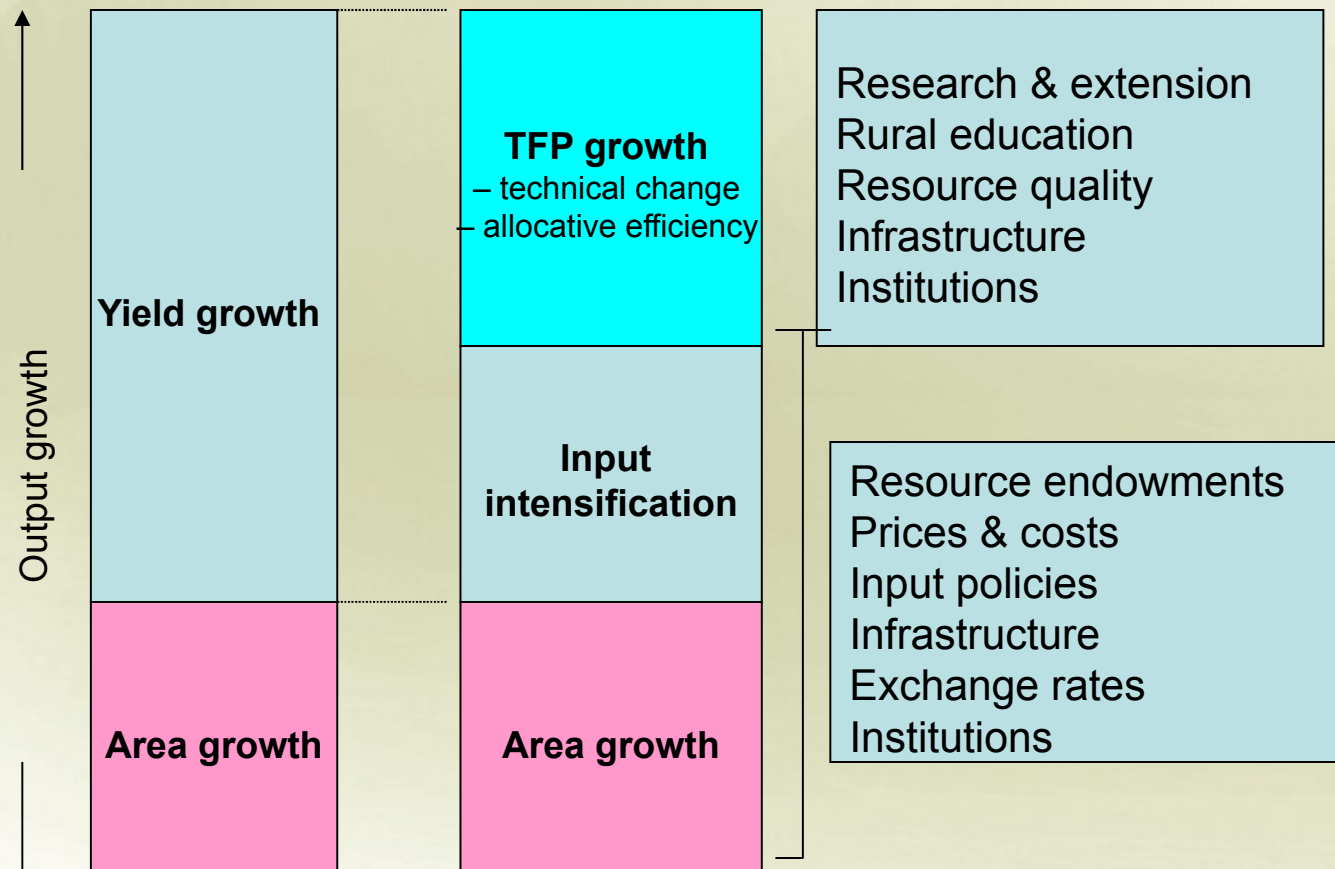 Output growth
Yield growth
Area growth
TFP growth
– technical change
– allocative efficiency
Input
intensification
Area growth
Research & extension
Rural education
Resource quality
Infrastructure
Institutions
Resource endowments
Prices & costs
Input policies
Infrastructure
Exchange rates
Institutions